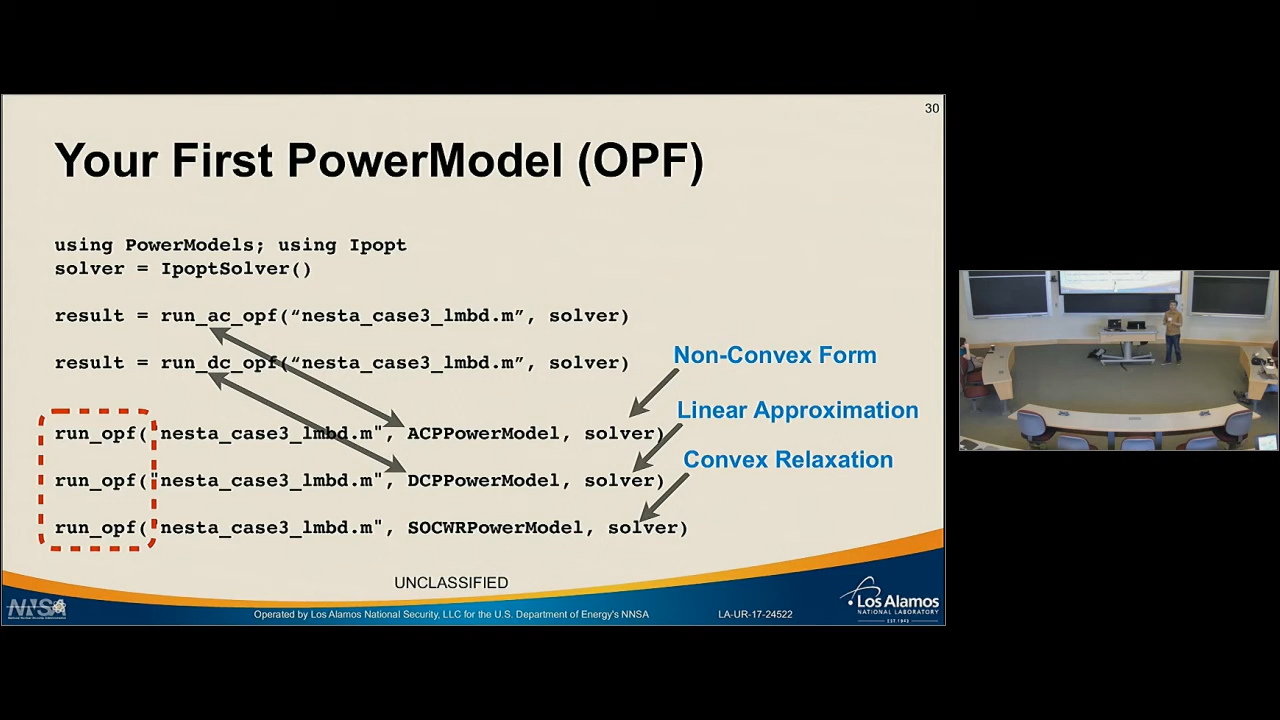 30
Your First PowerModel (OPF)
using PowerModels; using Ipopt
solver = IpoptSolver()
result = run_ac_opf(“nesta_case3_lmbd.m”, solver)
result = run_dc_opf(“nesta_case3_lmbd.m”, solver)
Non-Convex Form
run_opf("nesta_case3_lmbd.m", ACPPowerModel, solver)
Linear Approximation
run_opf("nesta_case3_lmbd.m", DCPPowerModel, solver)
Convex Relaxation
run_opf("nesta_case3_lmbd.m", SOCWRPowerModel, solver)
UNCLASSIFIED
NNSA
Operated by Los Alamos National Security, LLC for the U.S. Department of Energy's NNSA
LA-UR-17-24522
Los Alamos
NATIONAL LABORATORY
EST. 1943